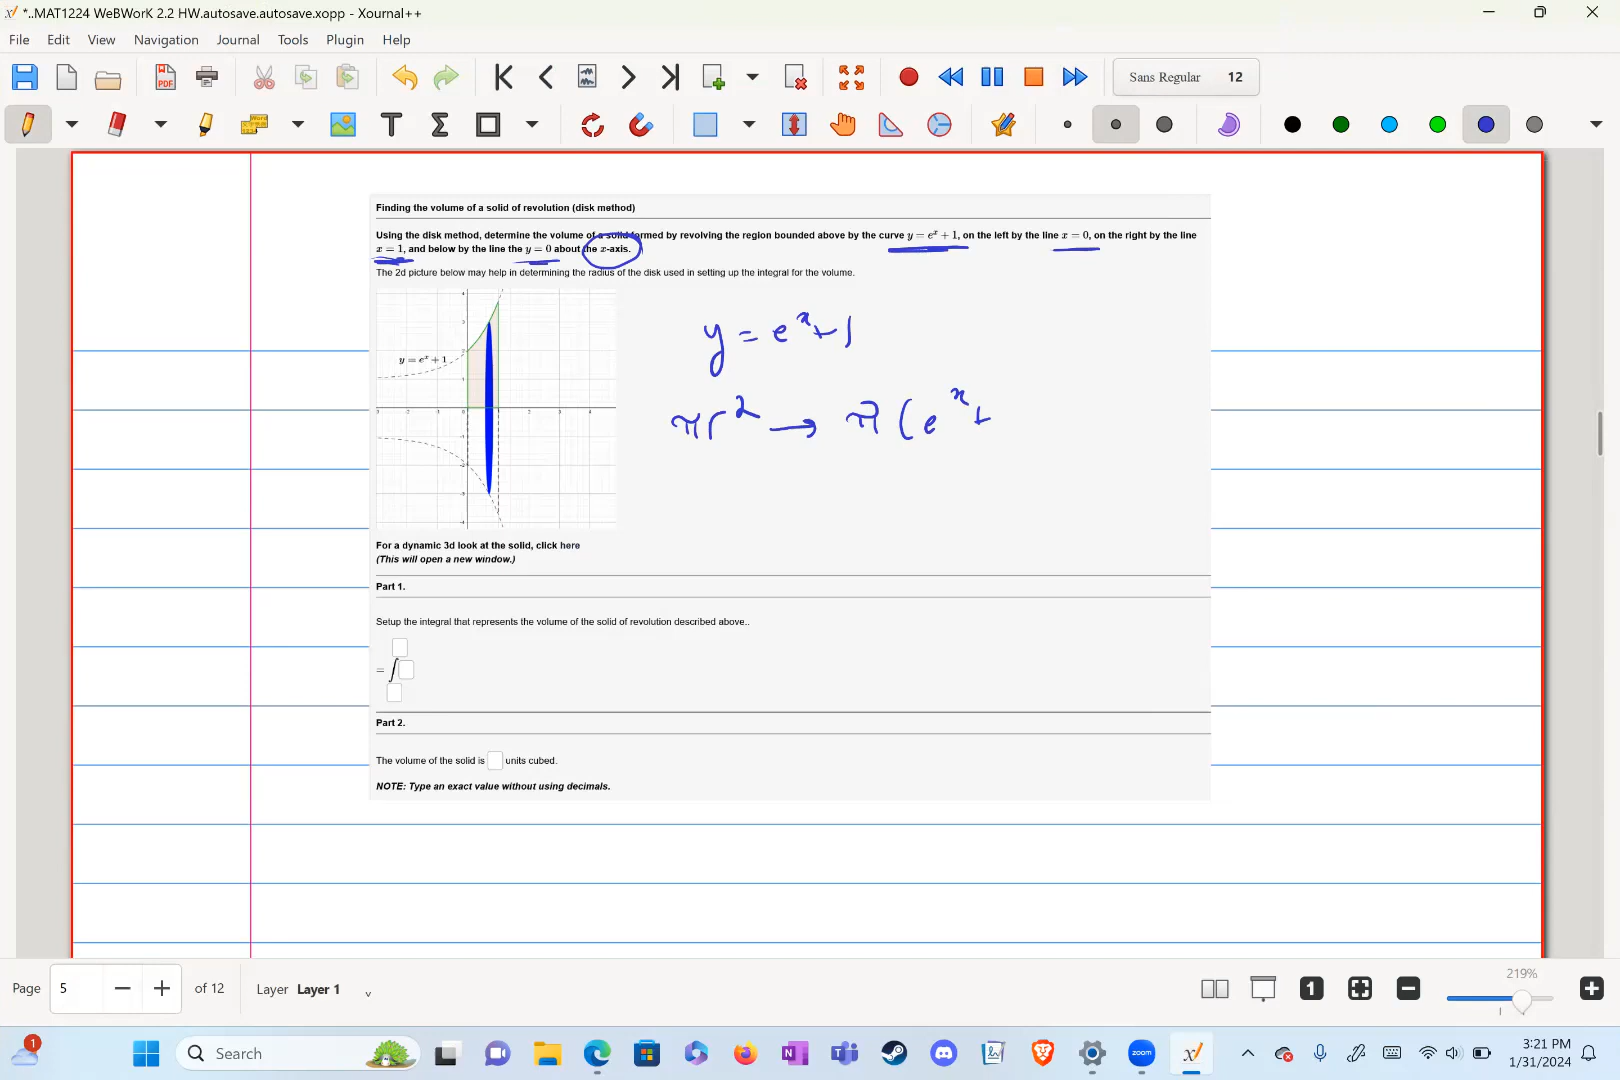 *..MAT1224 WeBWorK 2.2 HW.autosave.autosave.xopp - Xournal++
File Edit View Navigation Journal Tools Plugin Help
Sans Regular 12
Finding the volume of a solid of revolution (disk method)
Using the disk method, determine the volume of a solid formed by revolving the region bounded above by the curve y = e^x + 1, on the left by the line x = 0, on the right by the line
x = 1, and below by the line the y = 0 about the x-axis.
The 2d picture below may help in determining the radius of the disk used in setting up the integral for the volume.
y = e^x + 1
y = e^x + 1
πr² → π(e^x +
For a dynamic 3d look at the solid, click here
(This will open a new window.)
Part 1.
Setup the integral that represents the volume of the solid of revolution described above..
= ∫
Part 2.
The volume of the solid is units cubed.
NOTE: Type an exact value without using decimals.
Page 5 of 12 Layer Layer 1 219%
1
Search
3:21 PM
1/31/2024